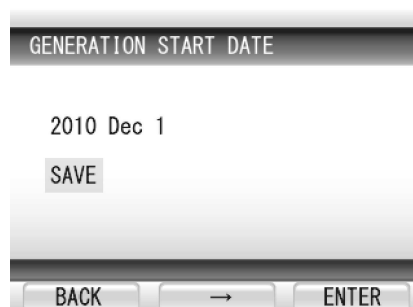 GENERATION START DATE
2010 Dec 1
SAVE
BACK → ENTER